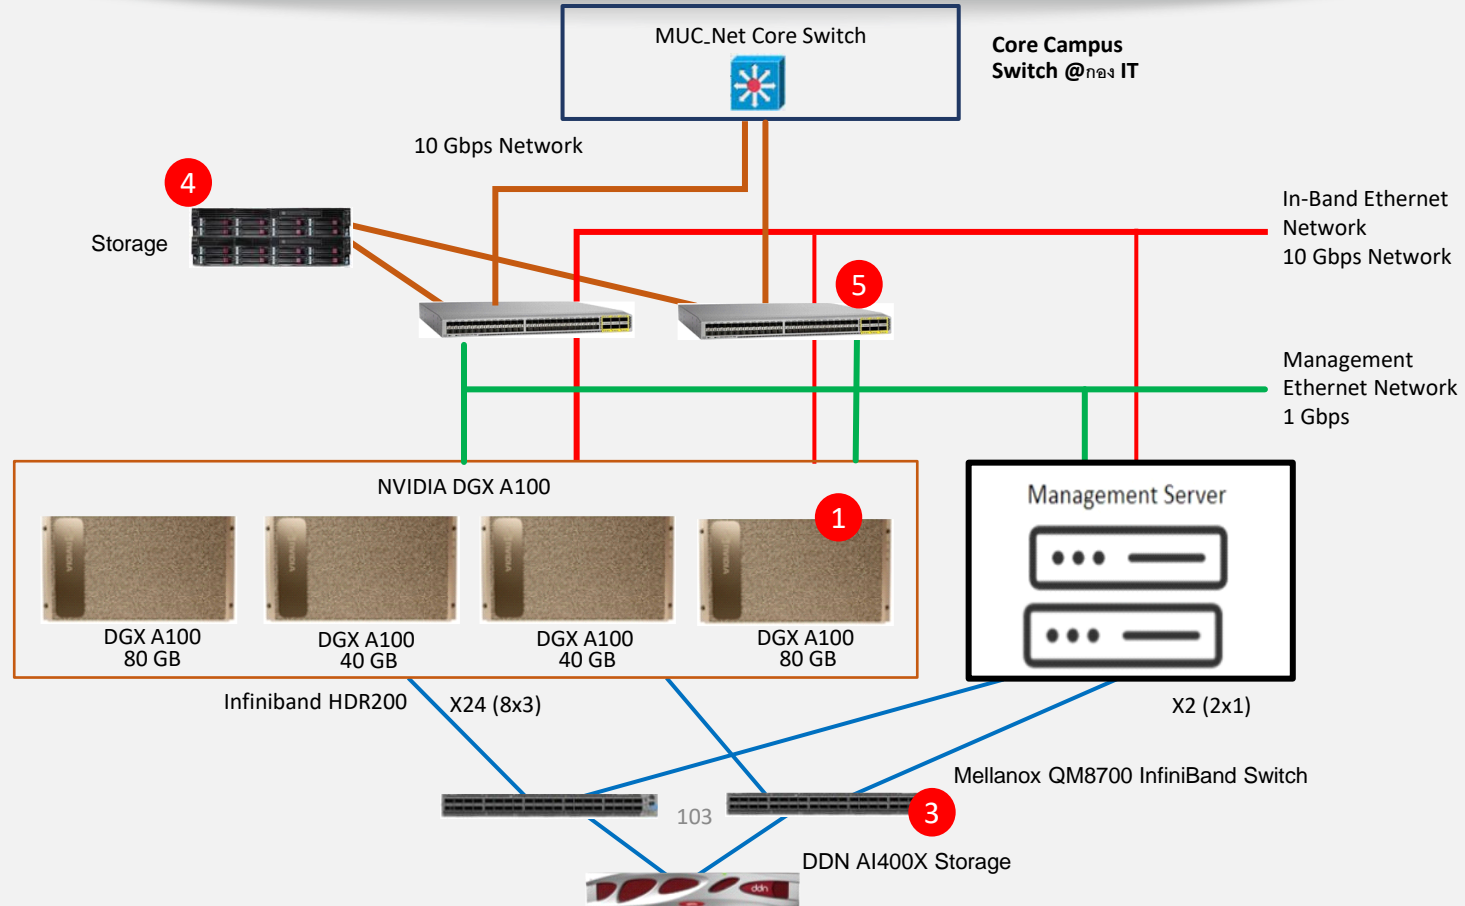 MUC_Net Core Switch
Core Campus
Switch @กอง IT
10 Gbps Network
4
Storage
In-Band Ethernet
Network
10 Gbps Network
5
Management
Ethernet Network
1 Gbps
NVIDIA DGX A100
1
DGX A100
80 GB
DGX A100
40 GB
DGX A100
40 GB
DGX A100
80 GB
Management Server
Infiniband HDR200
X24 (8x3)
X2 (2x1)
Mellanox QM8700 InfiniBand Switch
103
3
DDN AI400X Storage
ddn